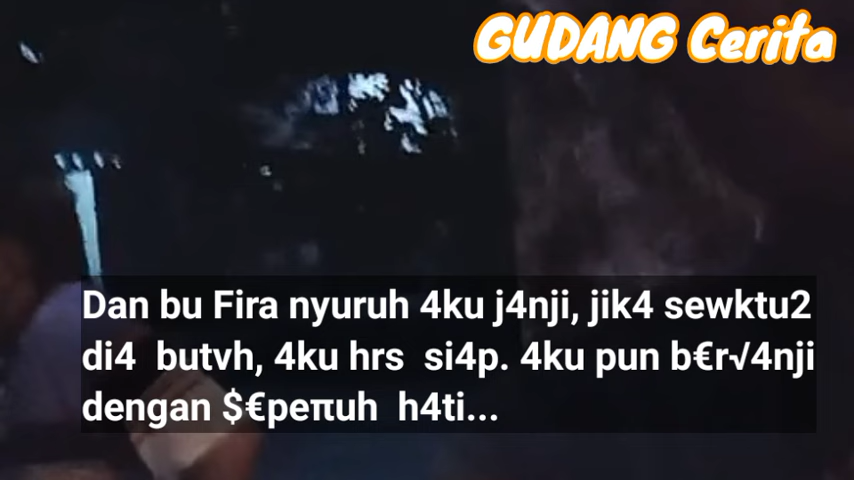 GUDANG Cerita
Dan bu Fira nyuruh 4ku j4nji, jik4 sewktu2
di4 butvh, 4ku hrs si4p. 4ku pun b€r√4nji
dengan $€peπuh h4ti...